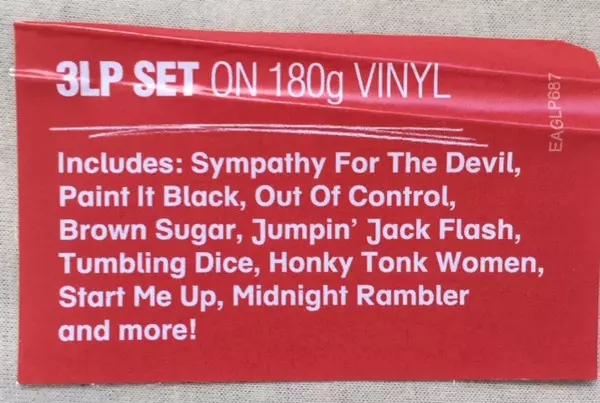 3LP SET ON 180g VINYL
EAGLP687
Includes: Sympathy For The Devil,
Paint It Black, Out Of Control,
Brown Sugar, Jumpin' Jack Flash,
Tumbling Dice, Honky Tonk Women,
Start Me Up, Midnight Rambler
and more!